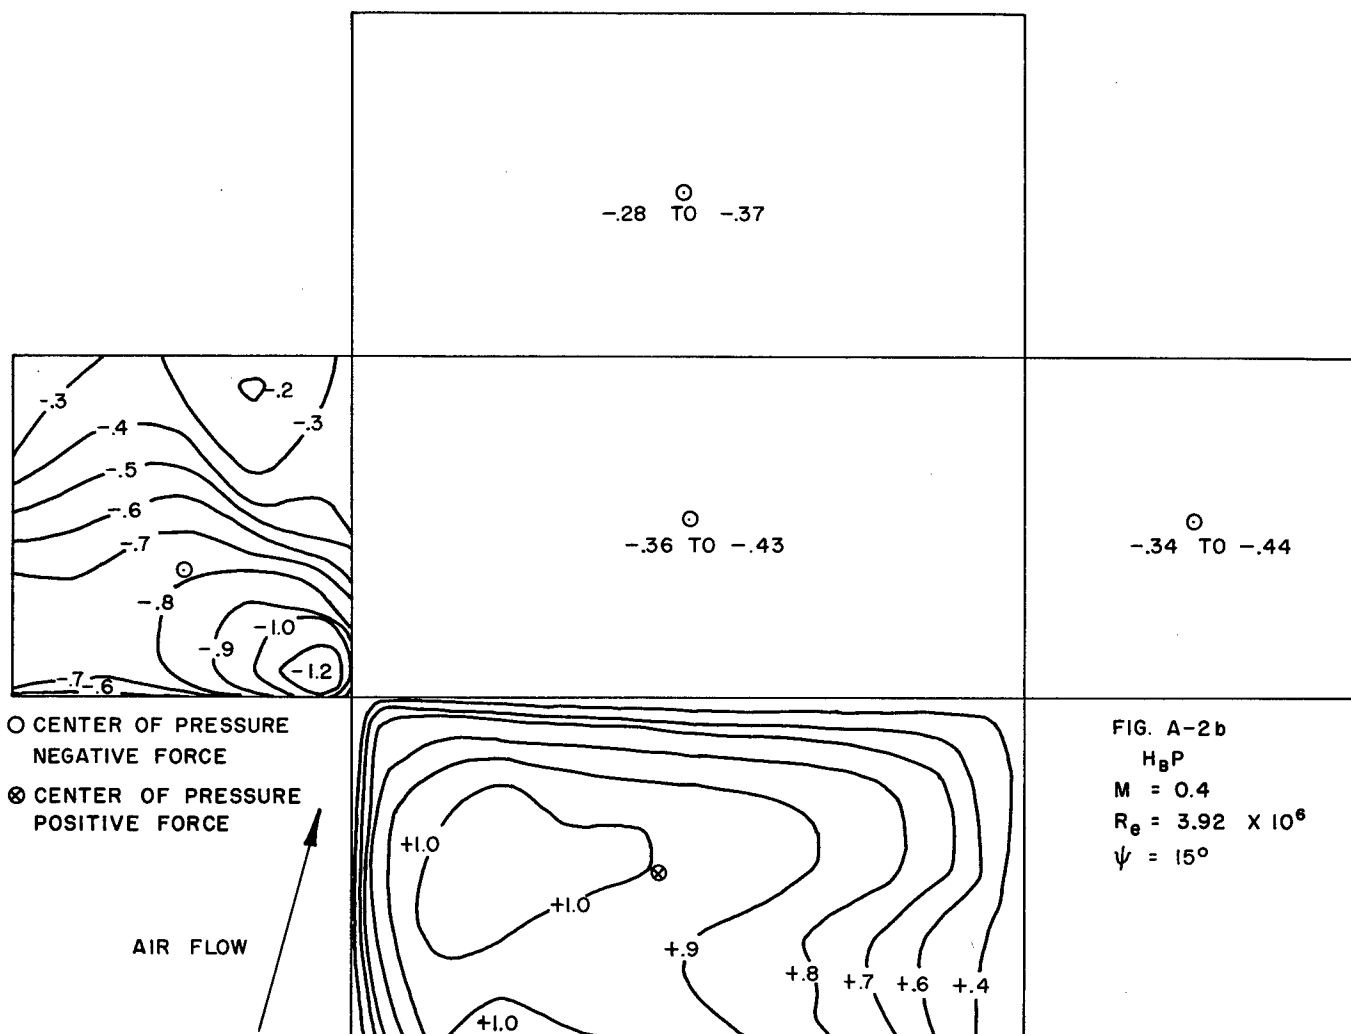 -.28 TO -.37
-.2
-.3
-.3
-.4
-.5
-.6
-.7
-.36 TO -.43
-.34 TO -.44
-.8
-1.0
-.9
-1.2
-.7
-.6
CENTER OF PRESSURE
NEGATIVE FORCE
CENTER OF PRESSURE
POSITIVE FORCE
AIR FLOW
FIG. A-2b
HBP
M = 0.4
Re = 3.92 X 10⁶
ψ = 15°
+1.0
+1.0
+.9
+.8
+.7
+.6
+.4
+1.0